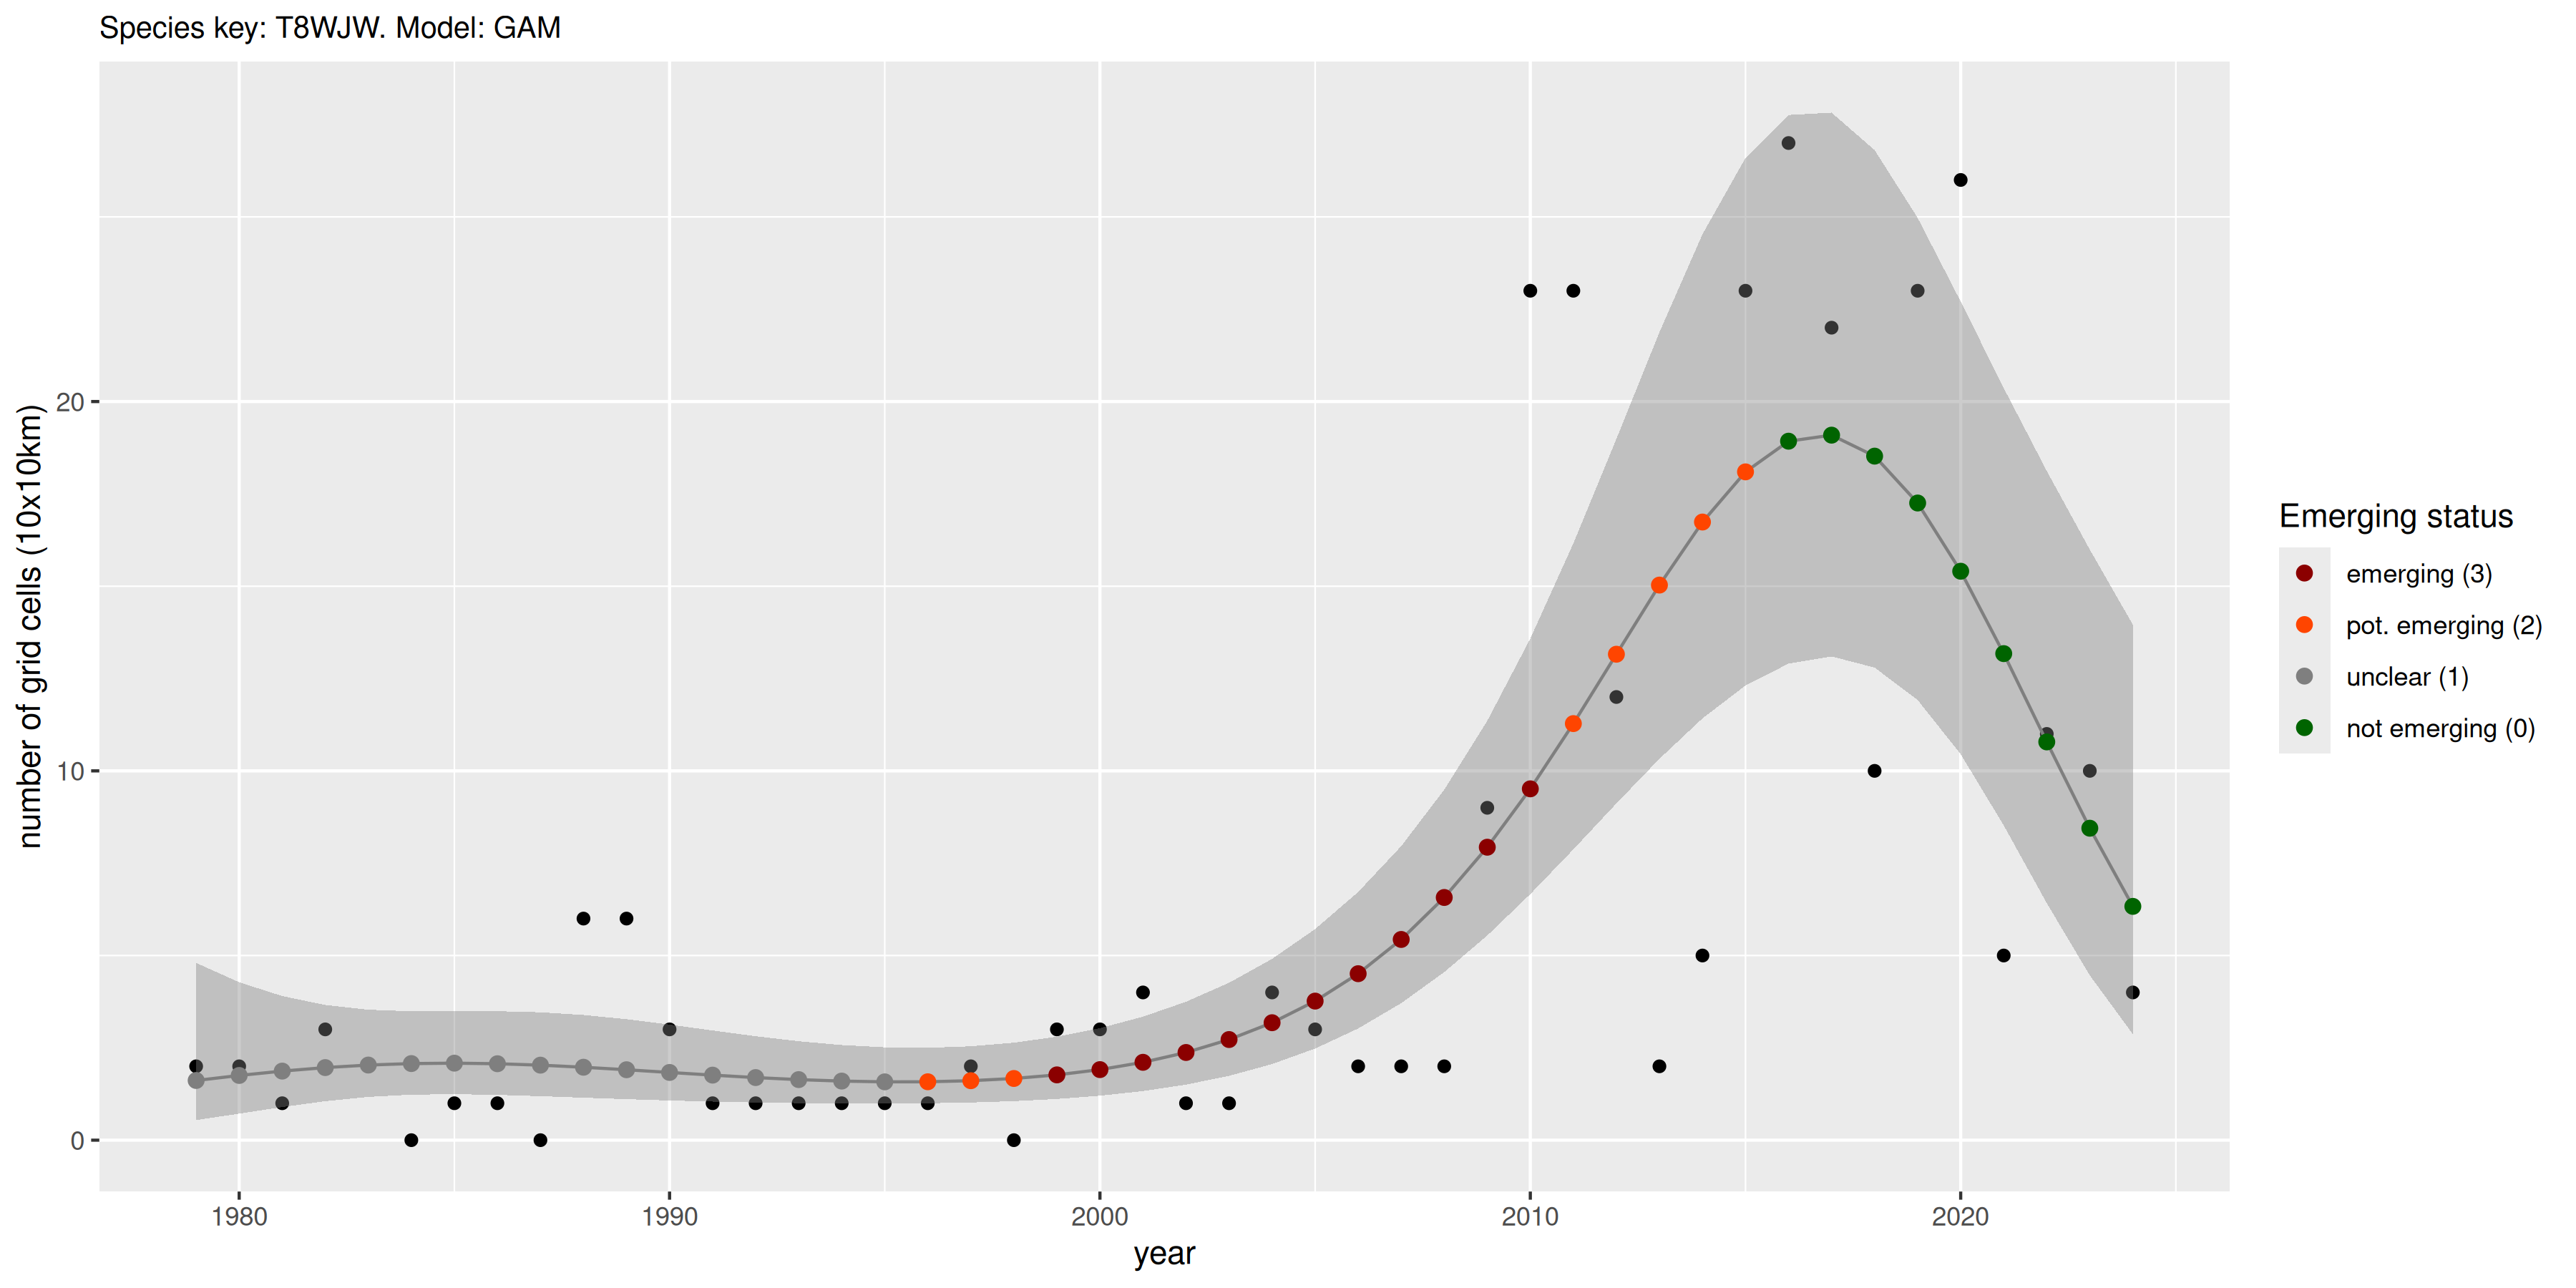 Species key: T8WJW. Model: GAM
number of grid cells (10x10km)
20
10
0
1980
1990
2000
2010
2020
year
Emerging status
emerging (3)
pot. emerging (2)
unclear (1)
not emerging (0)